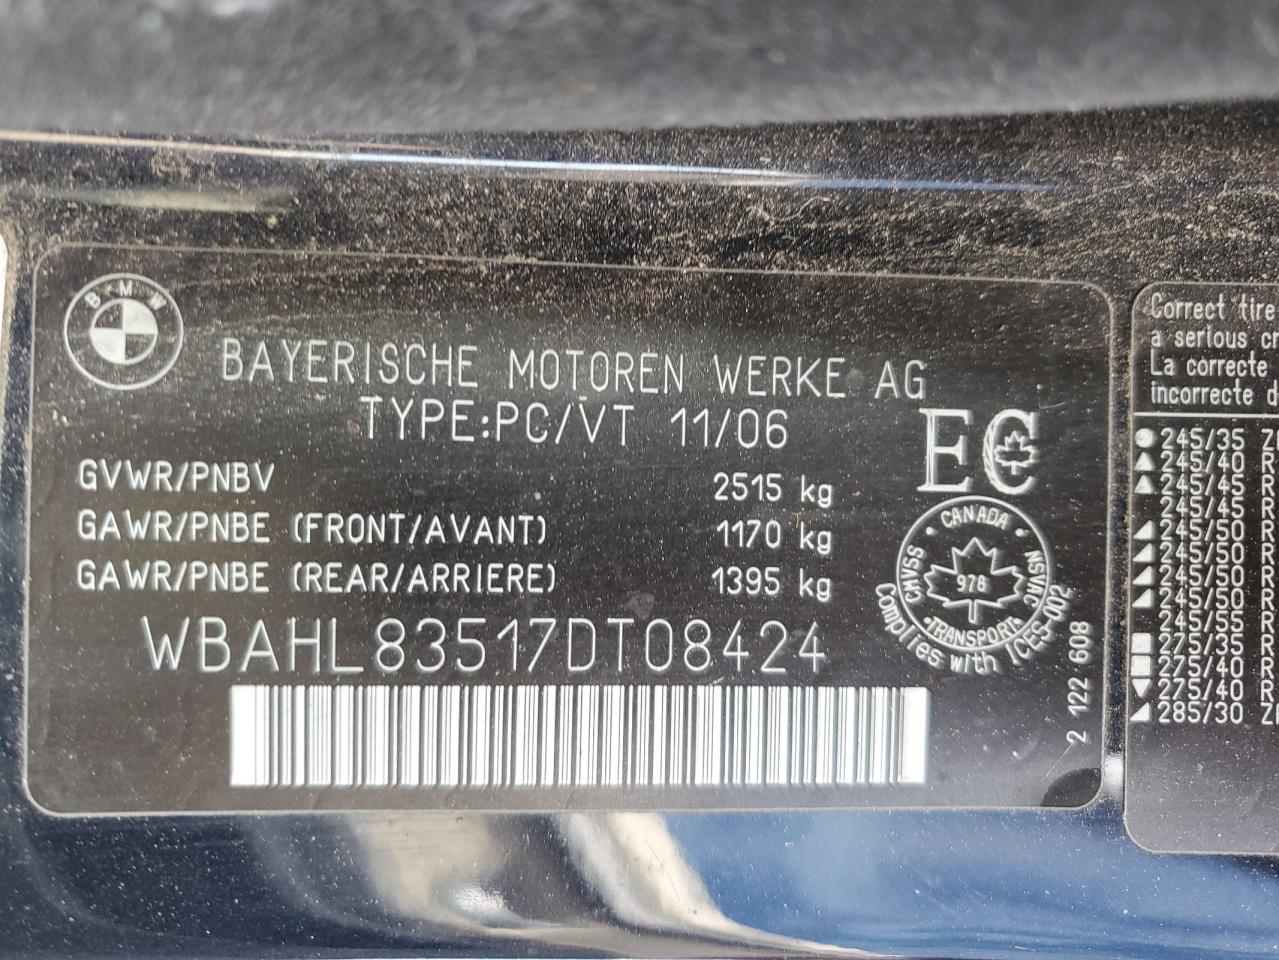 BMW
BAYERISCHE MOTOREN WERKE AG
TYPE:PC/VT 11/06
GVWR/PNBV 2515 kg
GAWR/PNBE (FRONT/AVANT) 1170 kg
GAWR/PNBE (REAR/ARRIERE) 1395 kg
WBAHL83517DT08424
EC
CANADA
CMVSS
NSVAC
978
TRANSPORT
Complies with ICES-002
2 122 608
Correct tire
a serious
La corrrecte
incorrecte
245/35
245/40 R
245/45 R
245/45 R
245/50 R
245/50 R
245/50 R
245/50 R
245/55 R
275/35 R
275/40 R
275/40 R
285/30